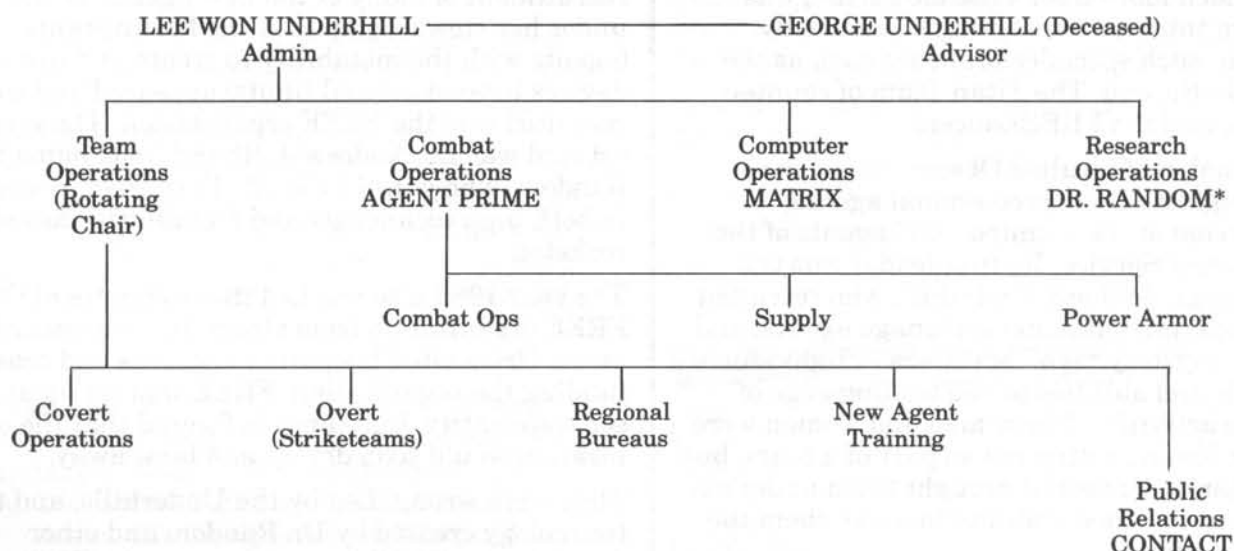 LEE WON UNDERHILL GEORGE UNDERHILL (Deceased)
Admin Advisor
Team Combat Computer Research
Operations Operations Operations Operations
(Rotating AGENT PRIME MATRIX DR. RANDOM*
Chair)
Combat Ops Supply Power Armor
Covert Overt Regional New Agent
Operations (Striketeams) Bureaus Training
Public
Relations
CONTACT